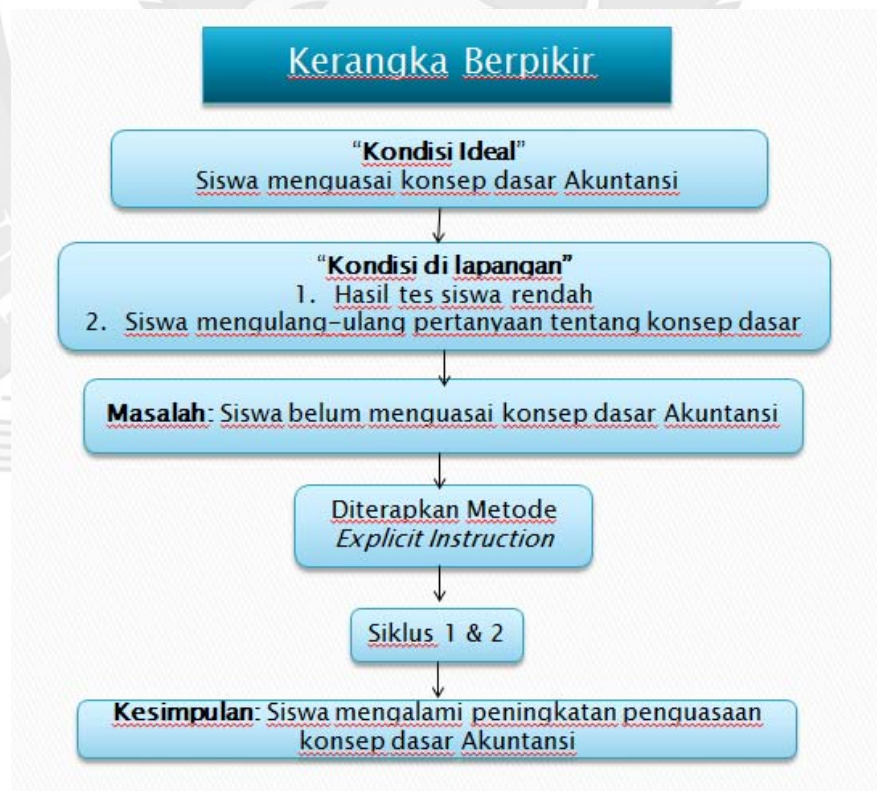 Kerangka Berpikir
“Kondisi Ideal”
Siswa menguasai konsep dasar Akuntansi
“Kondisi di lapangan”
1. Hasil tes siswa rendah
2. Siswa mengulang-ulang pertanyaan tentang konsep dasar
Masalah: Siswa belum menguasai konsep dasar Akuntansi
Diterapkan Metode
Explicit Instruction
Siklus 1 & 2
Kesimpulan: Siswa mengalami peningkatan penguasaan
konsep dasar Akuntansi